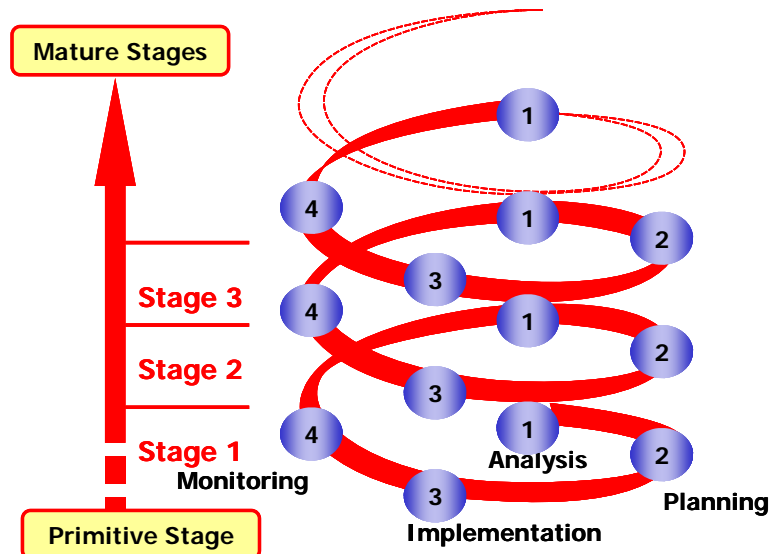 Mature Stages
1
4
1
2
3
Stage 3
4
1
2
Stage 2
3
1
4
Stage 1
2
Analysis
Monitoring
3
Planning
Primitive Stage
Implementation